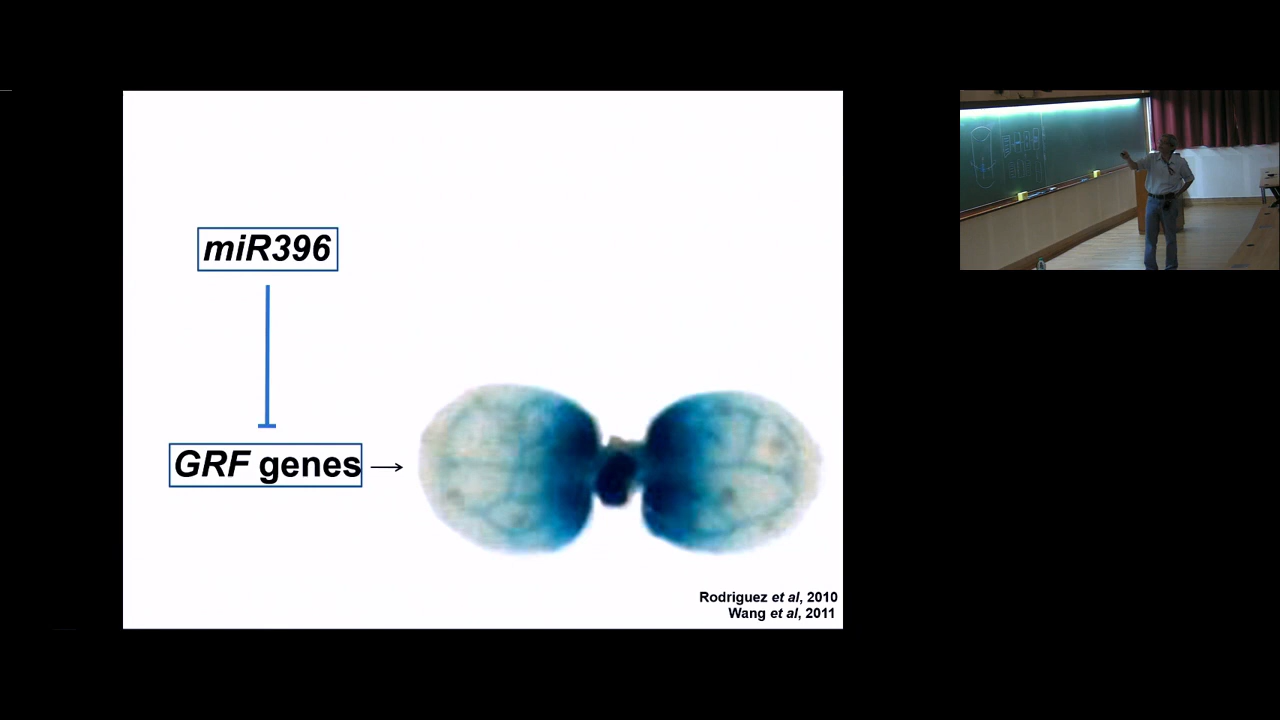 miR396
GRF genes
Rodriguez et al, 2010
Wang et al, 2011